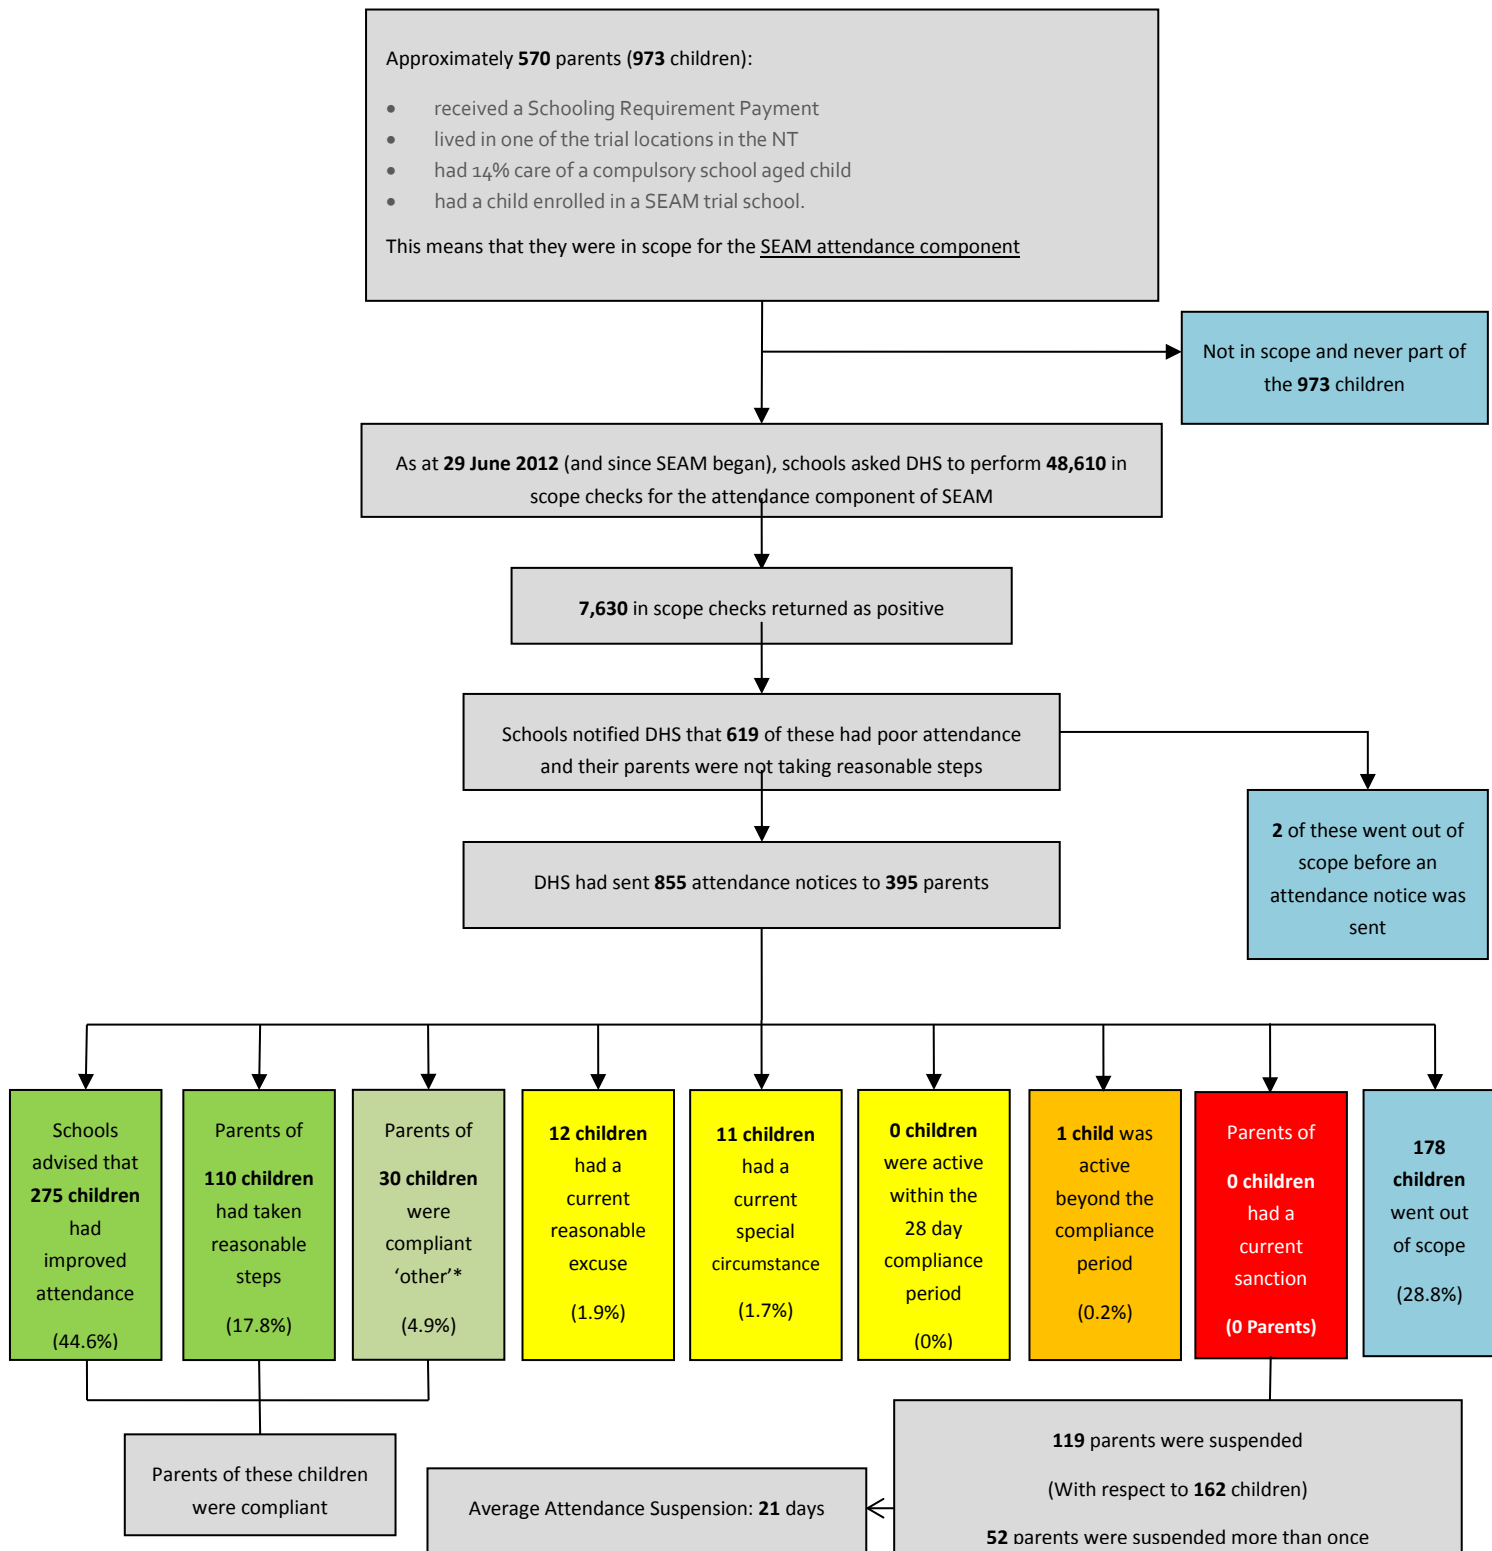 Approximately 570 parents (973 children):
• received a Schooling Requirement Payment
• lived in one of the trial locations in the NT
• had 14% care of a compulsory school aged child
• had a child enrolled in a SEAM trial school.
This means that they were in scope for the SEAM attendance component
Not in scope and never part of
the 973 children
As at 29 June 2012 (and since SEAM began), schools asked DHS to perform 48,610 in
scope checks for the attendance component of SEAM
7,630 in scope checks returned as positive
Schools notified DHS that 619 of these had poor attendance
and their parents were not taking reasonable steps
2 of these went out of
scope before an
attendance notice was
sent
DHS had sent 855 attendance notices to 395 parents
Schools
advised that
275 children
had
improved
attendance
(44.6%)
Parents of
110 children
had taken
reasonable
steps
(17.8%)
Parents of
30 children
were
compliant
‘other’*
(4.9%)
12 children
had a
current
reasonable
excuse
(1.9%)
11 children
had a
current
special
circumstance
(1.7%)
0 children
were active
within the
28 day
compliance
period
(0%)
1 child was
active
beyond the
compliance
period
(0.2%)
Parents of
0 children
had a
current
sanction
(0 Parents)
178
children
went out
of scope
(28.8%)
Parents of these children
were compliant
Average Attendance Suspension: 21 days
119 parents were suspended
(With respect to 162 children)
52 parents were suspended more than once